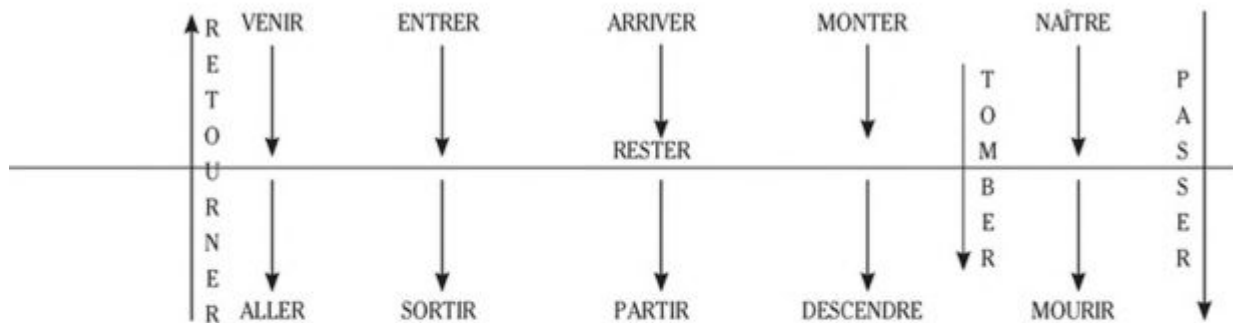 RETOURNER
VENIR ENTRER ARRIVER MONTER NAÎTRE
TOMBER
PASSER
RESTER
ALLER SORTIR PARTIR DESCENDRE MOURIR